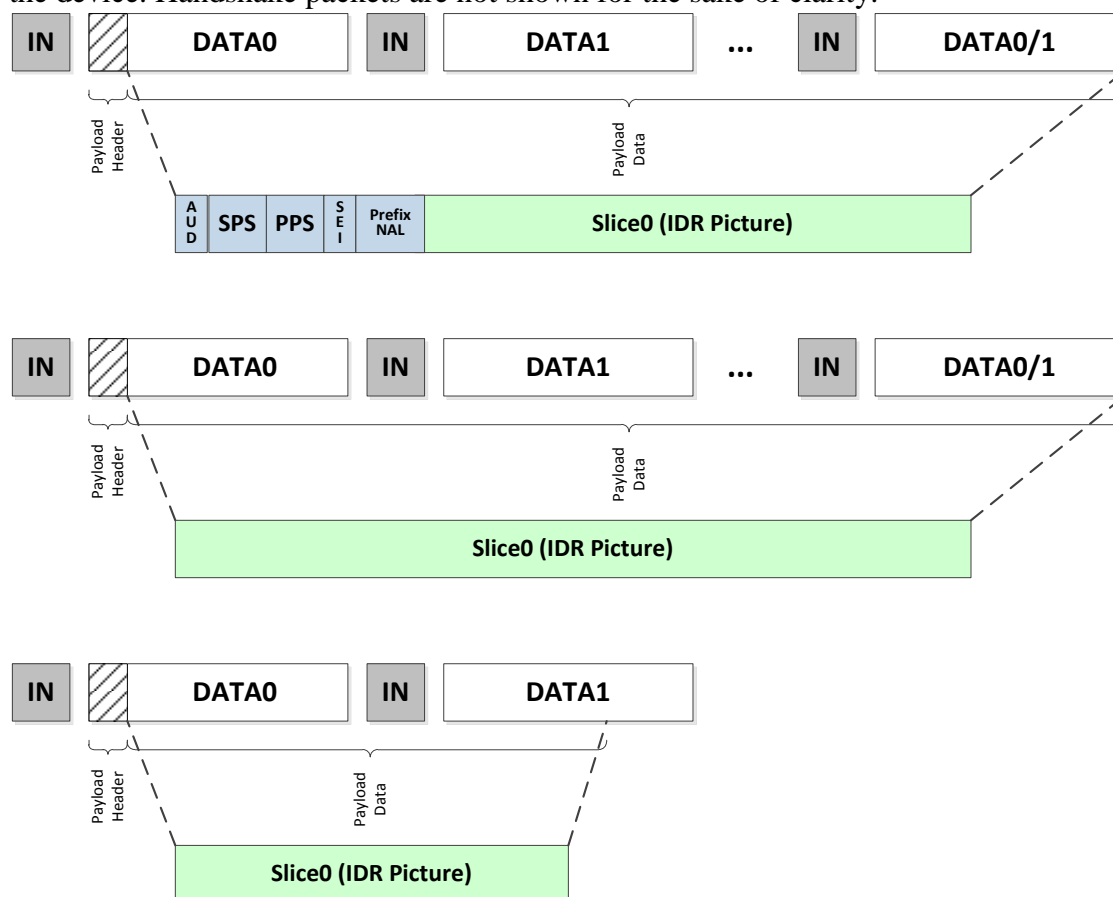 the device. Handshake packets are not shown for the sake of clarity.
IN DATA0 IN DATA1 ... IN DATA0/1
Payload
Header
Payload
Data
AUD SPS PPS SEI Prefix
NAL
Slice0 (IDR Picture)
IN DATA0 IN DATA1 ... IN DATA0/1
Payload
Header
Payload
Data
Slice0 (IDR Picture)
IN DATA0 IN DATA1
Payload
Header
Payload
Data
Slice0 (IDR Picture)